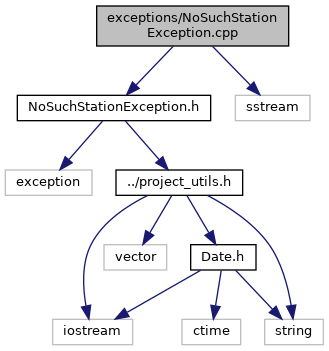 exceptions/NoSuchStation
Exception.cpp
NoSuchStationException.h
sstream
exception
../project_utils.h
vector
Date.h
iostream
ctime
string